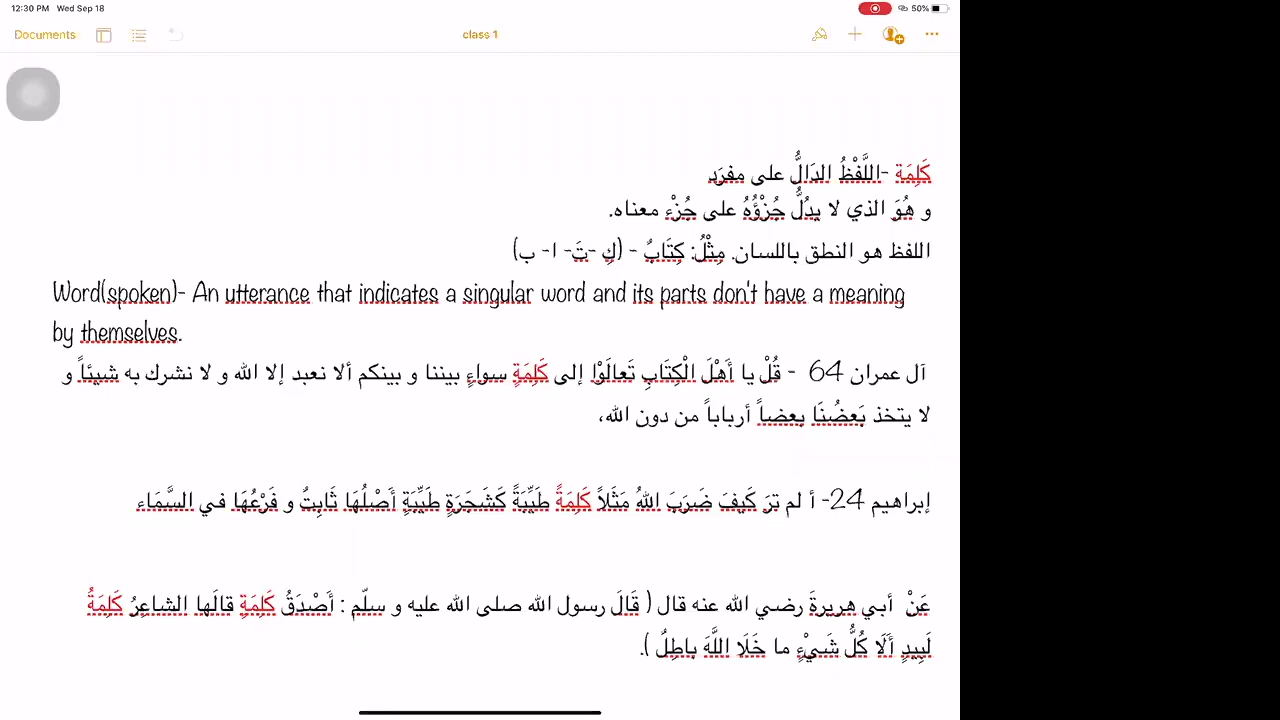 12:30 PM Wed Sep 18
50%
Documents
class 1
كَلِمَة -اللَّفْظُ الدَالُّ على مفرَد
و هُوَ الذي لا يدُلُّ جُزْؤُهُ على جُزْءِ معناه.
اللفظ هو النطق باللسان. مِثْلُ: كِتَابٌ - (كِ -تَ- ا- ب)
Word(spoken)- An utterance that indicates a singular word and its parts don't have a meaning
by themselves.
آل عمران 64 - قُلْ يا أَهْلَ الْكِتَابِ تَعالَوْا إلى كَلِمَةٍ سواءٍ بيننا و بينكم ألا نعبد إلا الله و لا نشرك به شيئاً و
لا يتخذ بَعضُنَا بعضاً أرباباً من دون الله،
إبراهيم 24- أ لم ترَ كَيفَ ضَرَبَ اللهُ مَثَلاً كَلِمَةً طَيِّبَةً كَشَجَرَةٍ طَيِّبَةٍ أَصْلُهَا ثَابِتٌ و فَرْعُهَا في السَّمَاء
عَنْ أبي هريرةَ رضي الله عنه قال ( قَالَ رسول الله صلى الله عليه و سلّم : أَصْدَقُ كَلِمَةٍ قالَها الشاعِرُ كَلِمَةُ
لَبِيدٍ أَلَا كُلُّ شَيْءٍ ما خَلَا اللَّهَ باطِلٌ ).